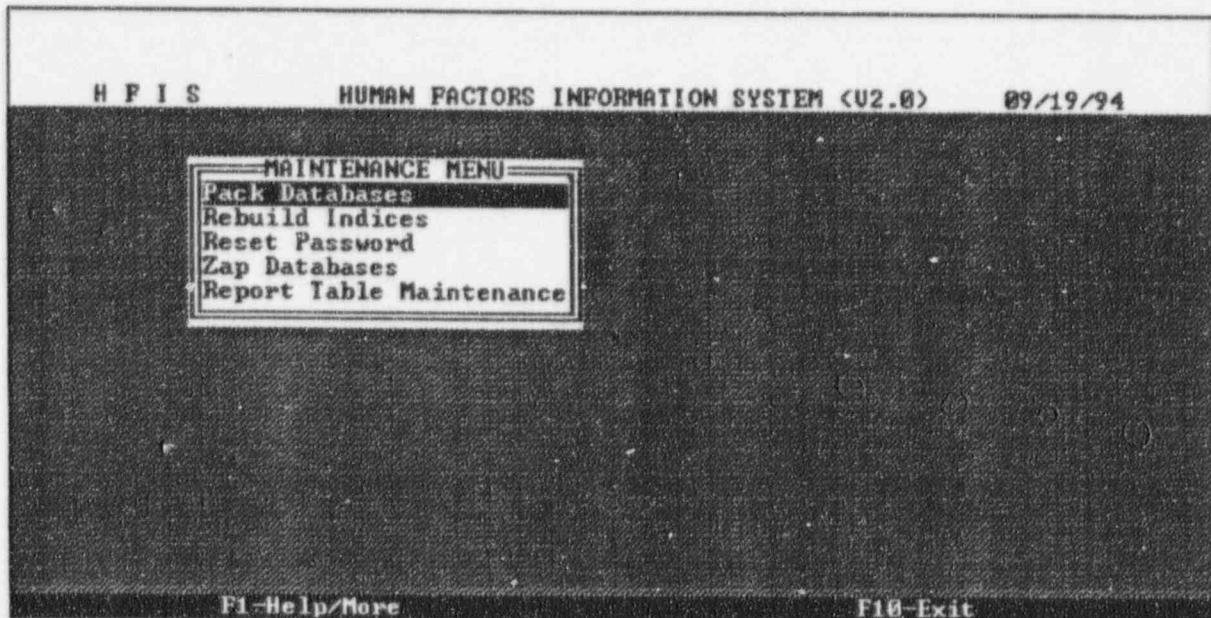 H F I S HUMAN FACTORS INFORMATION SYSTEM (V2.0) 09/19/94
MAINTENANCE MENU
Pack Databases
Rebuild Indices
Reset Password
Zap Databases
Report Table Maintenance
F1-Help/More F10-Exit